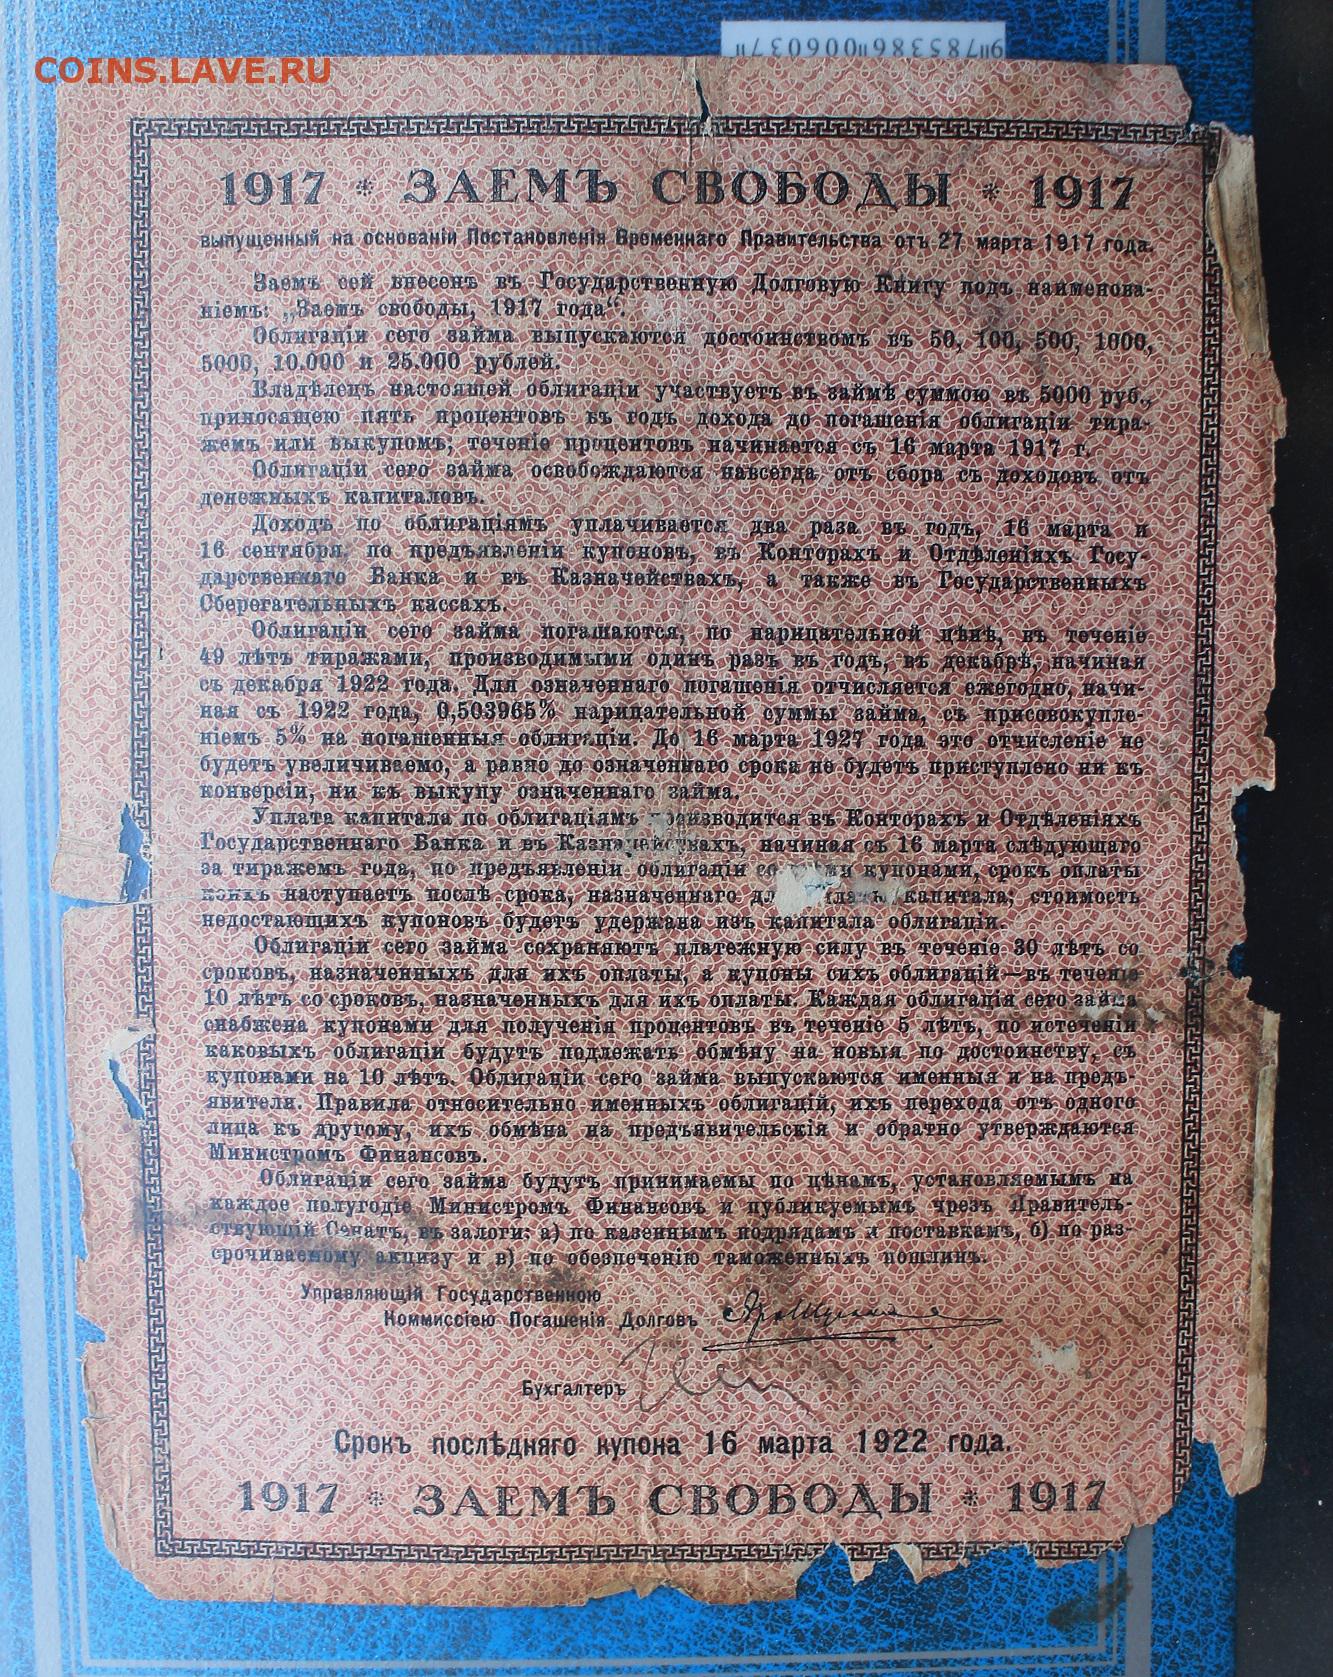 9"785386"006037"
COINS.LAVE.RU
1917 * ЗАЕМЪ СВОБОДЫ * 1917
выпущенный на основаніи Постановленія Временнаго Правительства отъ 27 марта 1917 года.
Заемъ сей внесенъ въ Государственную Долговую Книгу подъ наименова-
ніемъ: „Заемъ свободы, 1917 года“.
Облигаціи сего займа выпускаются достоинствомъ въ 50, 100, 500, 1000,
5000, 10.000 и 25.000 рублей.
Владѣлецъ настоящей облигаціи участвуетъ въ займѣ суммою въ 5000 руб.,
приносящею пять процентовъ въ годъ дохода до погашенія облигаціи тира-
жемъ или выкупомъ; теченіе процентовъ начинается съ 16 марта 1917 г.
Облигаціи сего займа освобождаются навсегда отъ сбора съ доходовъ отъ
денежныхъ капиталовъ.
Доходъ по облигаціямъ уплачивается два раза въ годъ, 16 марта и
16 сентября, по предъявленіи купоновъ, въ Конторахъ и Отдѣленіяхъ Госу-
дарственнаго Банка и въ Казначействахъ, а также въ Государственныхъ
Сберегательныхъ кассахъ.
Облигаціи сего займа погашаются, по нарицательной цѣнѣ, въ теченіе
49 лѣтъ тиражами, производимыми одинъ разъ въ годъ, въ декабрѣ, начиная
съ декабря 1922 года. Для означеннаго погашенія отчисляется ежегодно, начи-
ная съ 1922 года, 0,503965% нарицательной суммы займа, съ присовокупле-
ніемъ 5% на погашенныя облигаціи. До 16 марта 1927 года это отчисленіе не
будетъ увеличиваемо, а равно до означеннаго срока не будетъ приступлено ни къ
конверсіи, ни къ выкупу означеннаго займа.
Уплата капитала по облигаціямъ производится въ Конторахъ и Отдѣленіяхъ
Государственнаго Банка и въ Казначействахъ, начиная съ 16 марта слѣдующаго
за тиражемъ года, по предъявленіи облигаціи со купонами, срокъ оплаты
коихъ наступаетъ послѣ срока, назначеннаго капитала; стоимость
недостающихъ купоновъ будетъ удержана изъ капитала облигаціи.
Облигаціи сего займа сохраняютъ платежную силу въ теченіе 30 лѣтъ со
сроковъ, назначенныхъ для ихъ оплаты, а купоны сихъ облигацій—въ теченіе
10 лѣтъ со сроковъ, назначенныхъ для ихъ оплаты. Каждая облигація сего займа
снабжена купонами для полученія процентовъ въ теченіе 5 лѣтъ, по истеченіи
каковыхъ облигаціи будутъ подлежать обмѣну на новыя по достоинству, съ
купонами на 10 лѣтъ. Облигаціи сего займа выпускаются именныя и на предъ-
явителя. Правила относительно именныхъ облигацій, ихъ перехода отъ одного
лица къ другому, ихъ обмѣна на предъявительскія и обратно утверждаются
Министромъ Финансовъ.
Облигаціи сего займа будутъ принимаемы по цѣнамъ, установляемымъ на
каждое полугодіе Министромъ Финансовъ и публикуемымъ чрезъ Правитель-
ствующій Сенатъ, въ залоги: а) по казеннымъ подрядамъ и поставкамъ, б) по раз-
срочиваемому акцизу и в) по обезпеченію таможенныхъ пошлинъ.
Управляющій Государственною
Коммиссіею Погашенія Долговъ
Бухгалтеръ
Срокъ послѣдняго купона 16 марта 1922 года.
1917 * ЗАЕМЪ СВОБОДЫ * 1917